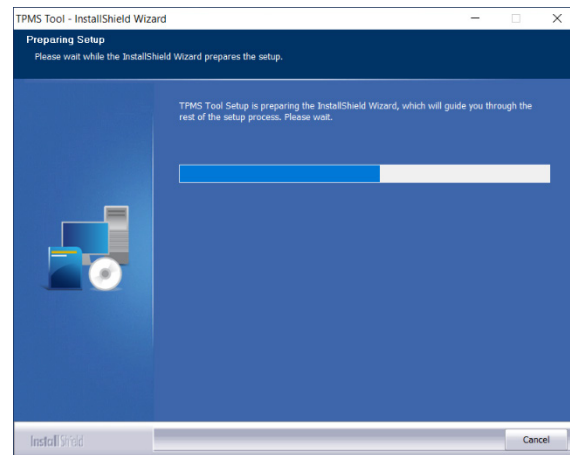 TPMS Tool - InstallShield Wizard
Preparing Setup
Please wait while the InstallShield Wizard prepares the setup.
TPMS Tool Setup is preparing the InstallShield Wizard, which will guide you through the
rest of the setup process. Please wait.
InstallShield
Cancel